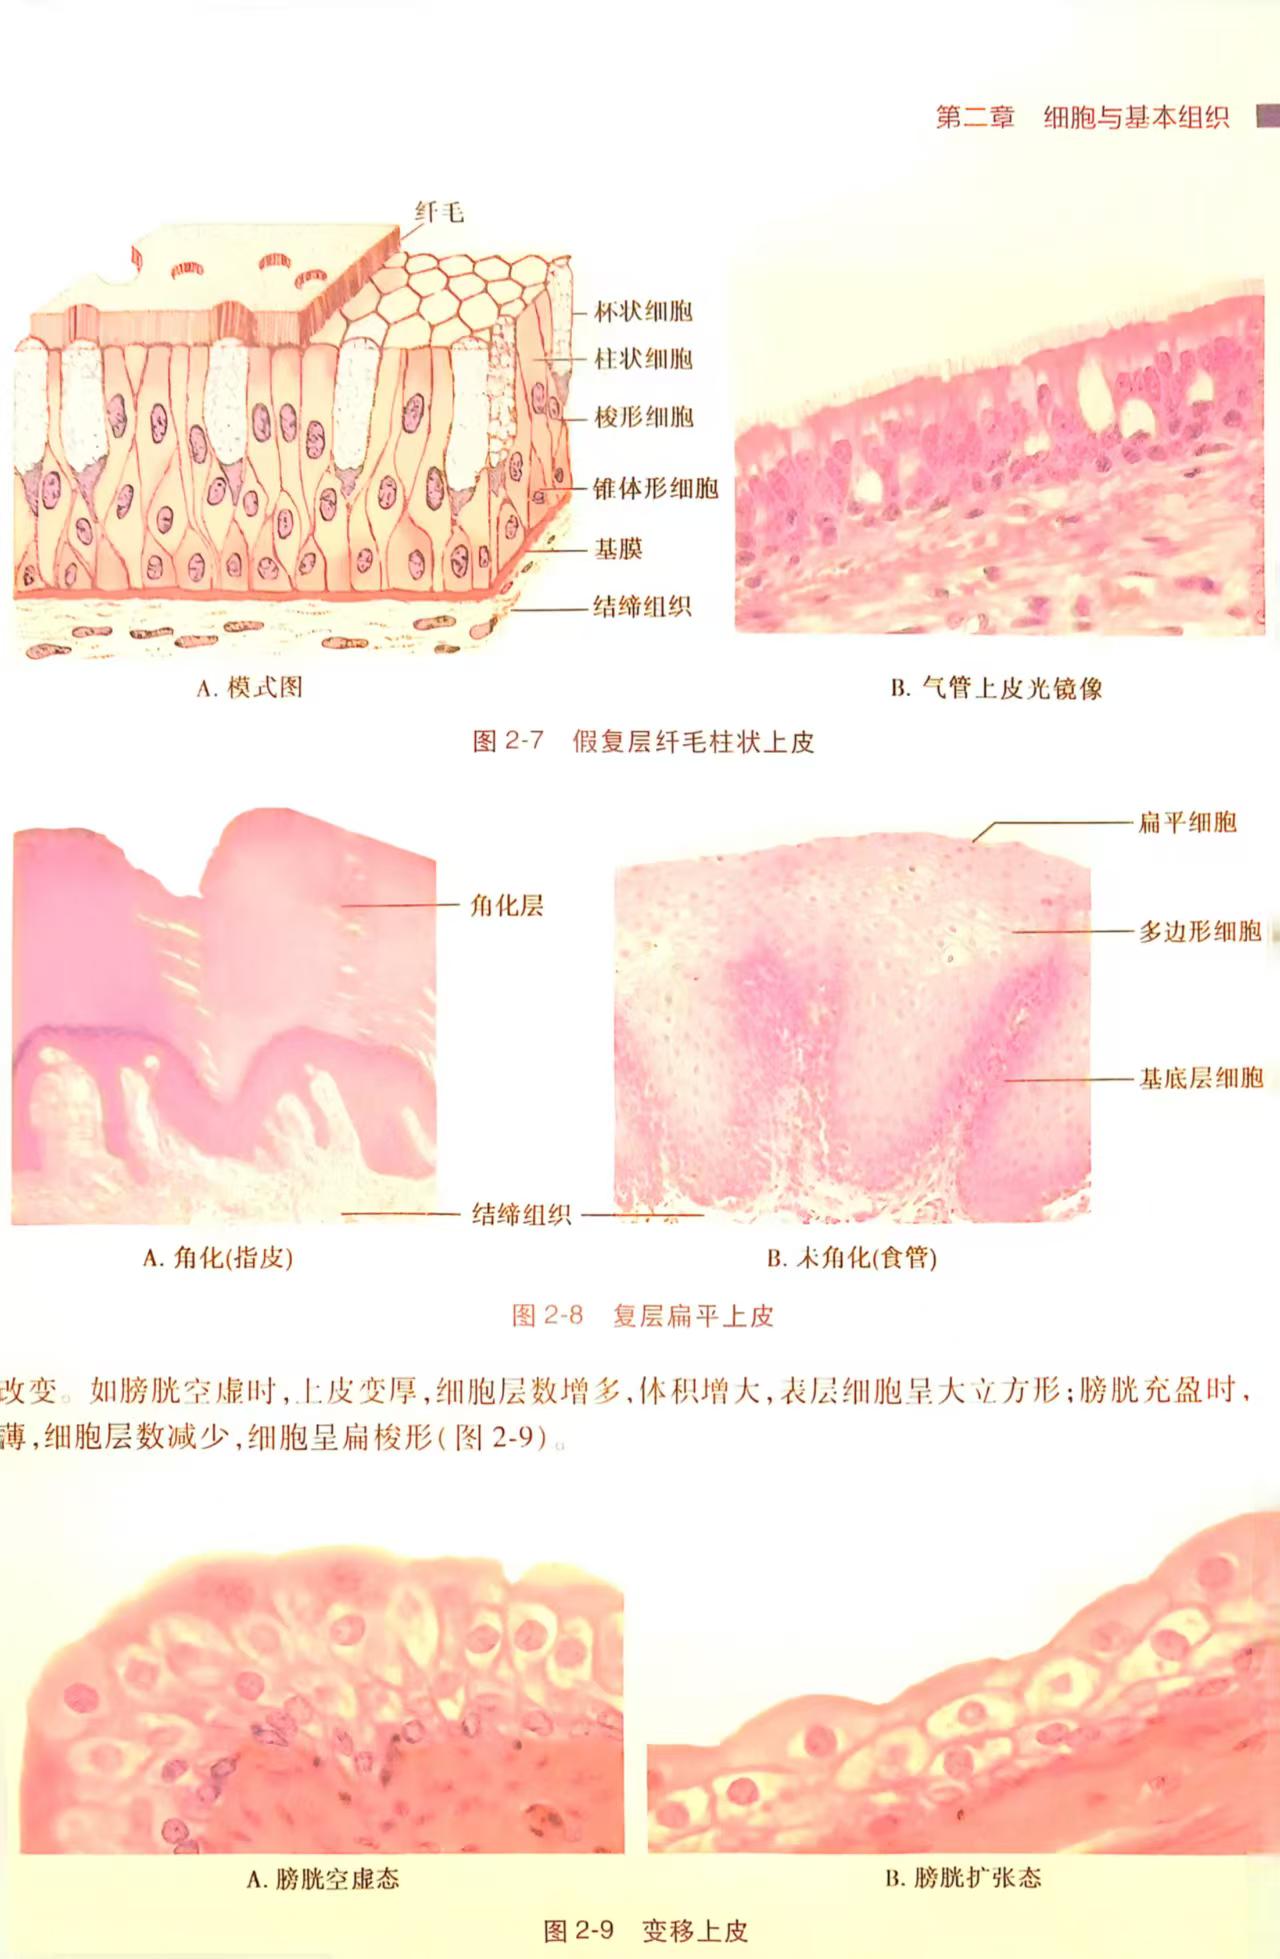 第二章 细胞与基本组织
纤毛
杯状细胞
柱状细胞
梭形细胞
锥体形细胞
基膜
结缔组织
A. 模式图
B. 气管上皮光镜像
图 2-7 假复层纤毛柱状上皮
扁平细胞
角化层
多边形细胞
基底层细胞
结缔组织
A. 角化(指皮)
B. 未角化(食管)
图 2-8 复层扁平上皮
改变。如膀胱空虚时,上皮变厚,细胞层数增多,体积增大,表层细胞呈大立方形;膀胱充盈时,
薄,细胞层数减少,细胞呈扁梭形(图 2-9)。
A. 膀胱空虚态
B. 膀胱扩张态
图 2-9 变移上皮